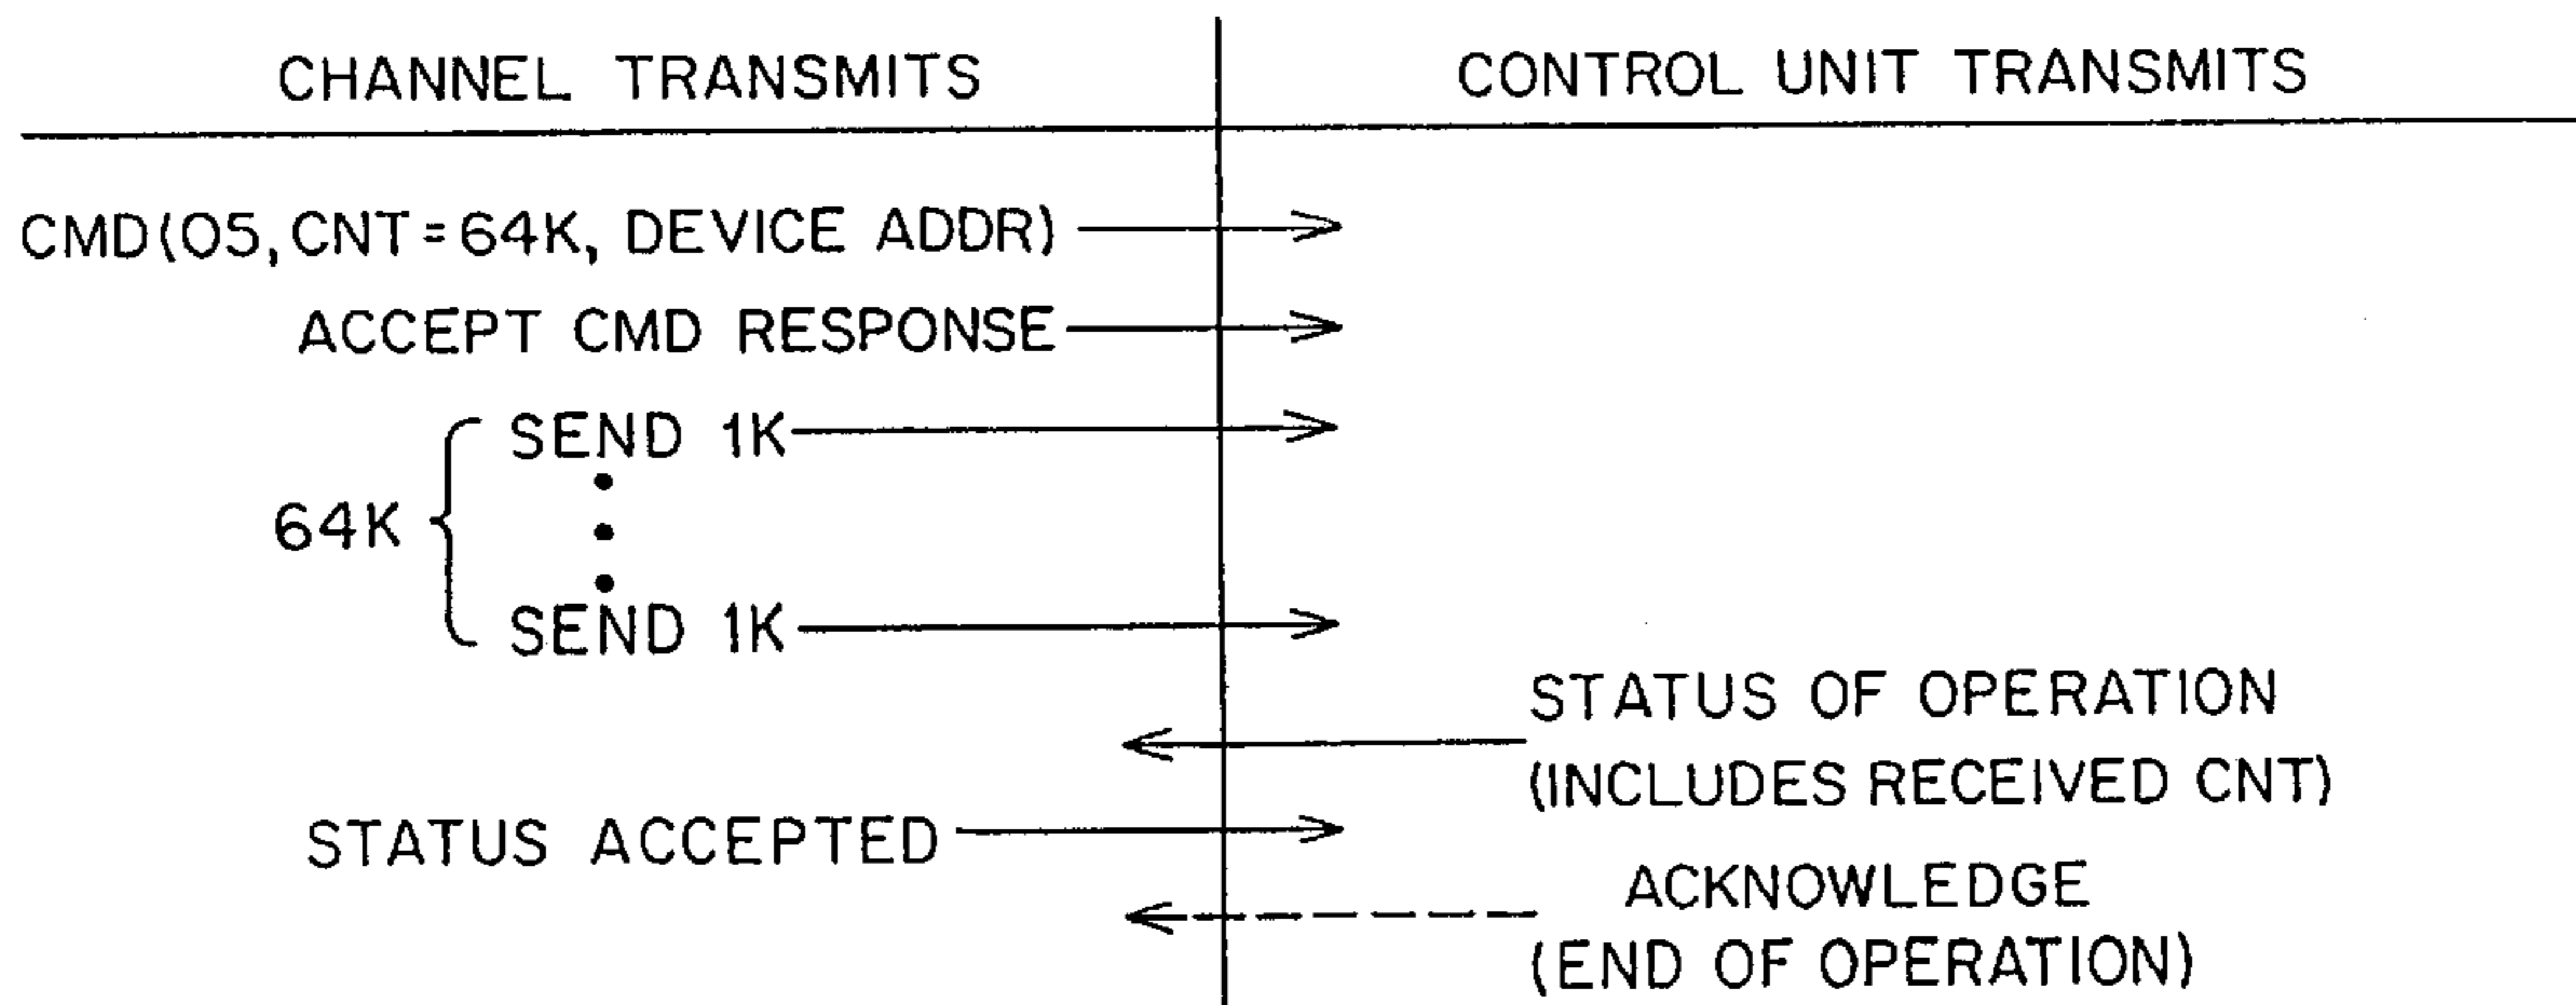 CHANNEL TRANSMITS
CONTROL UNIT TRANSMITS
CMD(05, CNT=64K, DEVICE ADDR)
ACCEPT CMD RESPONSE
SEND 1K
64K
SEND 1K
STATUS OF OPERATION
(INCLUDES RECEIVED CNT)
STATUS ACCEPTED
ACKNOWLEDGE
(END OF OPERATION)